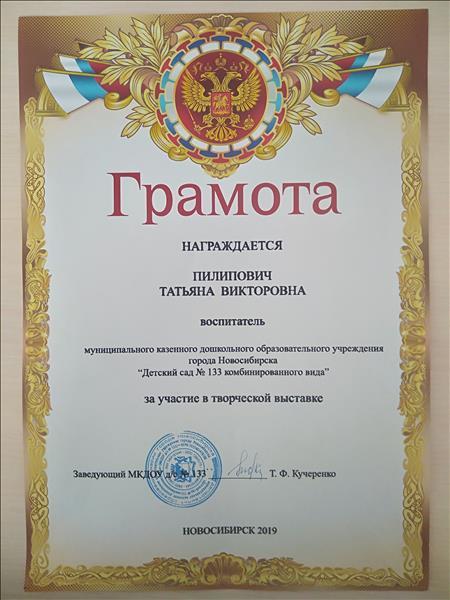 Грамота
НАГРАЖДАЕТСЯ
ПИЛИПОВИЧ
ТАТЬЯНА ВИКТОРОВНА
воспитатель
муниципального казенного дошкольного образовательного учреждения
города Новосибирска
“Детский сад № 133 комбинированного вида”
за участие в творческой выставке
Заведующий МКДОУ д/с № 133 Т. Ф. Кучеренко
НОВОСИБИРСК 2019